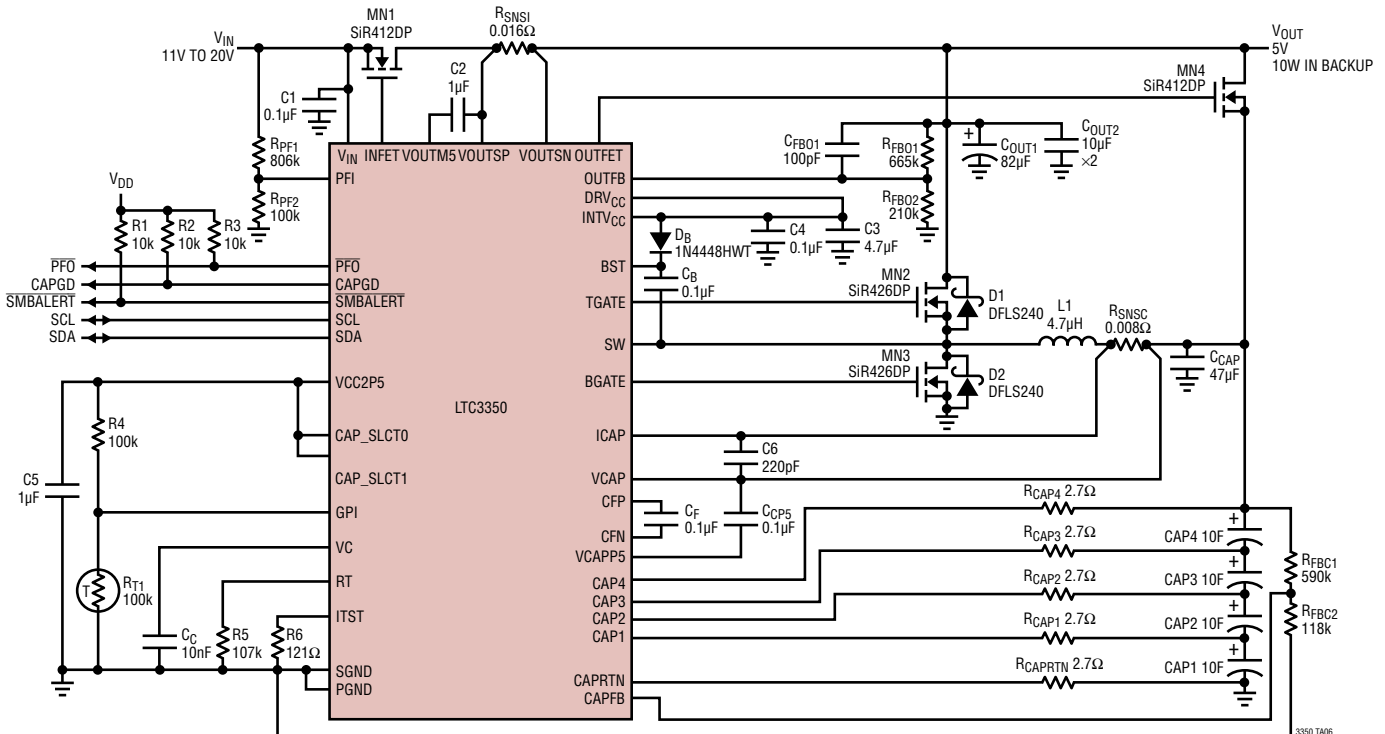 MN1
SiR412DP
RSNSI
0.016Ω
VIN
11V TO 20V
VOUT
5V
10W IN BACKUP
C2
1µF
MN4
SiR412DP
C1
0.1µF
RPF1
806k
VIN
INFET
VOUTM5
VOUTSP
VOUTSN
OUTFET
CFBO1
100pF
RFBO1
665k
+
COUT1
82µF
COUT2
10µF
×2
PFI
OUTFB
VDD
RPF2
100k
DRVCC
INTVCC
RFBO2
210k
R1
10k
R2
10k
R3
10k
DB
1N4448HWT
C4
0.1µF
C3
4.7µF
PFO
PFO
BST
CAPGD
CAPGD
CB
0.1µF
MN2
SiR426DP
D1
DFLS240
SMBALERT
SMBALERT
TGATE
SCL
SCL
L1
4.7µH
RSNSC
0.008Ω
SDA
SDA
SW
MN3
SiR426DP
D2
DFLS240
CCAP
47µF
VCC2P5
BGATE
LTC3350
R4
100k
CAP_SLCT0
ICAP
C6
220pF
C5
1µF
CAP_SLCT1
VCAP
CFP
RCAP4 2.7Ω
GPI
CF
0.1µF
CCP5
0.1µF
CFN
+
CAP4 10F
RCAP3 2.7Ω
VC
VCAPP5
RFBC1
590k
T
RT1
100k
RT
CAP4
RCAP2 2.7Ω
+
CAP3 10F
CAP3
ITST
CAP2
RCAP1 2.7Ω
+
CAP2 10F
RFBC2
118k
CAP1
CC
10nF
R5
107k
R6
121Ω
+
CAP1 10F
SGND
CAPRTN
RCAPRTN 2.7Ω
PGND
CAPFB
3350 TA06